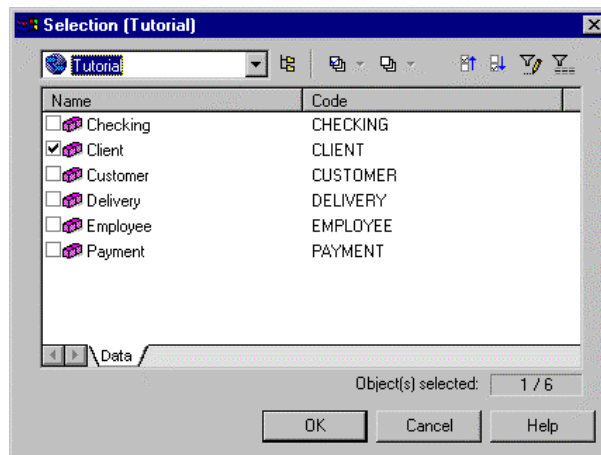 Selection (Tutorial)
Tutorial
Name Code
Checking CHECKING
Client CLIENT
Customer CUSTOMER
Delivery DELIVERY
Employee EMPLOYEE
Payment PAYMENT
Data
Object(s) selected: 1 / 6
OK Cancel Help